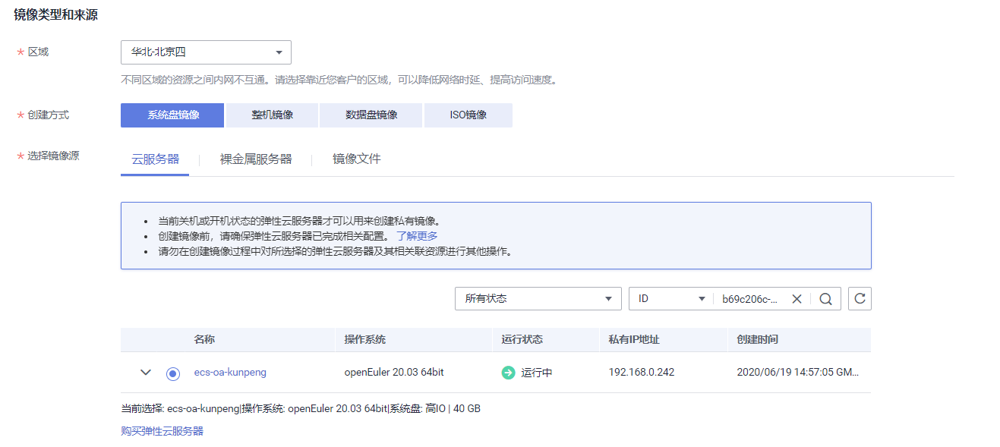 镜像类型和来源
* 区域 华北-北京四
不同区域的资源之间内网不互通。请选择靠近您客户的区域，可以降低网络时延、提高访问速度。
* 创建方式 系统盘镜像 整机镜像 数据盘镜像 ISO镜像
* 选择镜像源 云服务器 裸金属服务器 镜像文件
• 当前关机或开机状态的弹性云服务器才可以用来创建私有镜像。
• 创建镜像前，请确保弹性云服务器已完成相关配置。 了解更多
• 请勿在创建镜像过程中对所选择的弹性云服务器及其相关联资源进行其他操作。
所有状态 ID b69c206c-...
名称 操作系统 运行状态 私有IP地址 创建时间
ecs-oa-kunpeng openEuler 20.03 64bit 运行中 192.168.0.242 2020/06/19 14:57:05 GM...
当前选择: ecs-oa-kunpeng|操作系统: openEuler 20.03 64bit|系统盘: 高IO | 40 GB
购买弹性云服务器